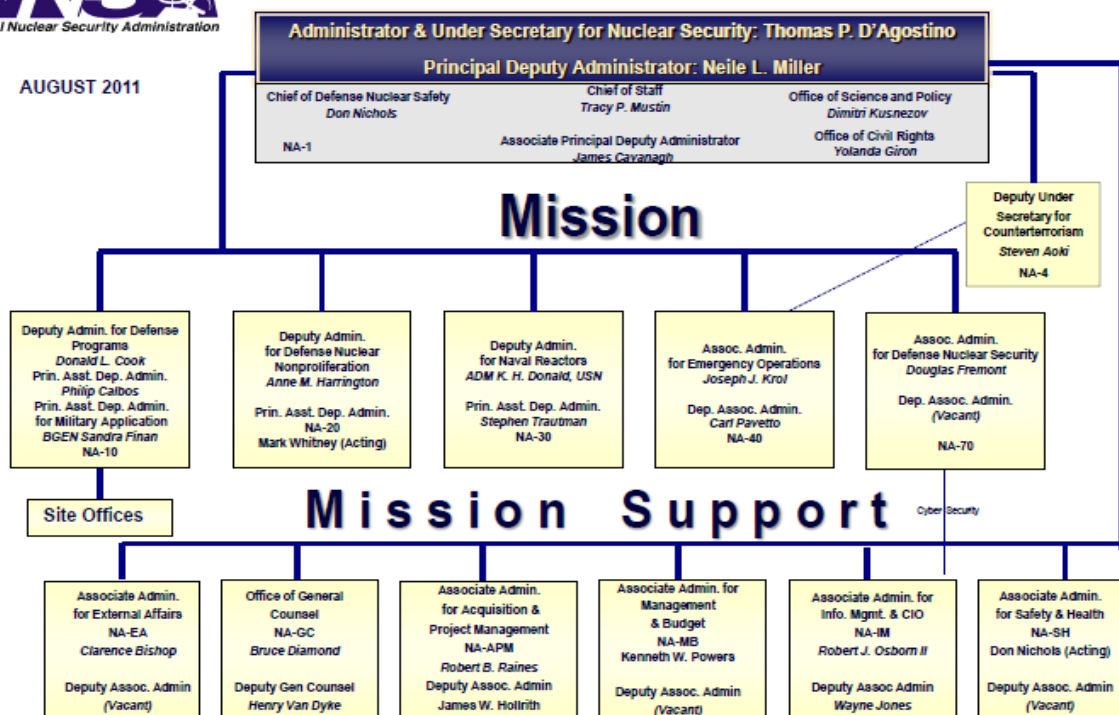 l Nuclear Security Administration
AUGUST 2011
Administrator & Under Secretary for Nuclear Security: Thomas P. D'Agostino
Principal Deputy Administrator: Neile L. Miller
Chief of Defense Nuclear Safety
Don Nichols
NA-1
Chief of Staff
Tracy P. Mustin
Associate Principal Deputy Administrator
James Cavanagh
Office of Science and Policy
Dimitri Kusnezov
Office of Civil Rights
Yolanda Giron
Deputy Under
Secretary for
Counterterrorism
Steven Aoki
NA-4
Mission
Deputy Admin. for Defense
Programs
Donald L. Cook
Prin. Asst. Dep. Admin.
Philip Calbos
Prin. Asst. Dep. Admin.
for Military Application
BGEN Sandra Finan
NA-10
Deputy Admin.
for Defense Nuclear
Nonproliferation
Anne M. Harrington
Prin. Asst. Dep. Admin.
NA-20
Mark Whitney (Acting)
Deputy Admin.
for Naval Reactors
ADM K. H. Donald, USN
Prin. Asst. Dep. Admin.
Stephen Trautman
NA-30
Assoc. Admin.
for Emergency Operations
Joseph J. Krol
Dep. Assoc. Admin.
Carl Pavetto
NA-40
Assoc. Admin.
for Defense Nuclear Security
Douglas Fremont
Dep. Assoc. Admin.
(Vacant)
NA-70
Site Offices
Mission Support
Cyber Security
Associate Admin.
for External Affairs
NA-EA
Clarence Bishop
Deputy Assoc. Admin
(Vacant)
Office of General
Counsel
NA-GC
Bruce Diamond
Deputy Gen Counsel
Henry Van Dyke
Associate Admin.
for Acquisition &
Project Management
NA-APM
Robert B. Raines
Deputy Assoc. Admin
James W. Hollrith
Associate Admin. for
Management
& Budget
NA-MB
Kenneth W. Powers
Deputy Assoc. Admin
(Vacant)
Associate Admin. for
Info. Mgmt. & CIO
NA-IM
Robert J. Osborn II
Deputy Assoc Admin
Wayne Jones
Associate Admin.
for Safety & Health
NA-SH
Don Nichols (Acting)
Deputy Assoc. Admin
(Vacant)